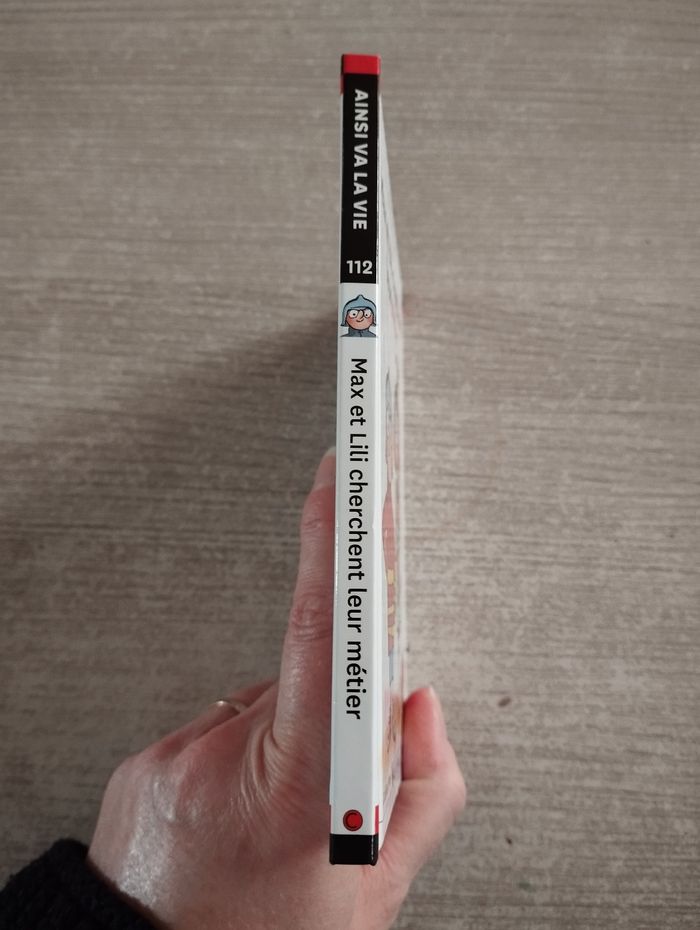 AINSI VA LA VIE
112
Max et Lili cherchent leur métier